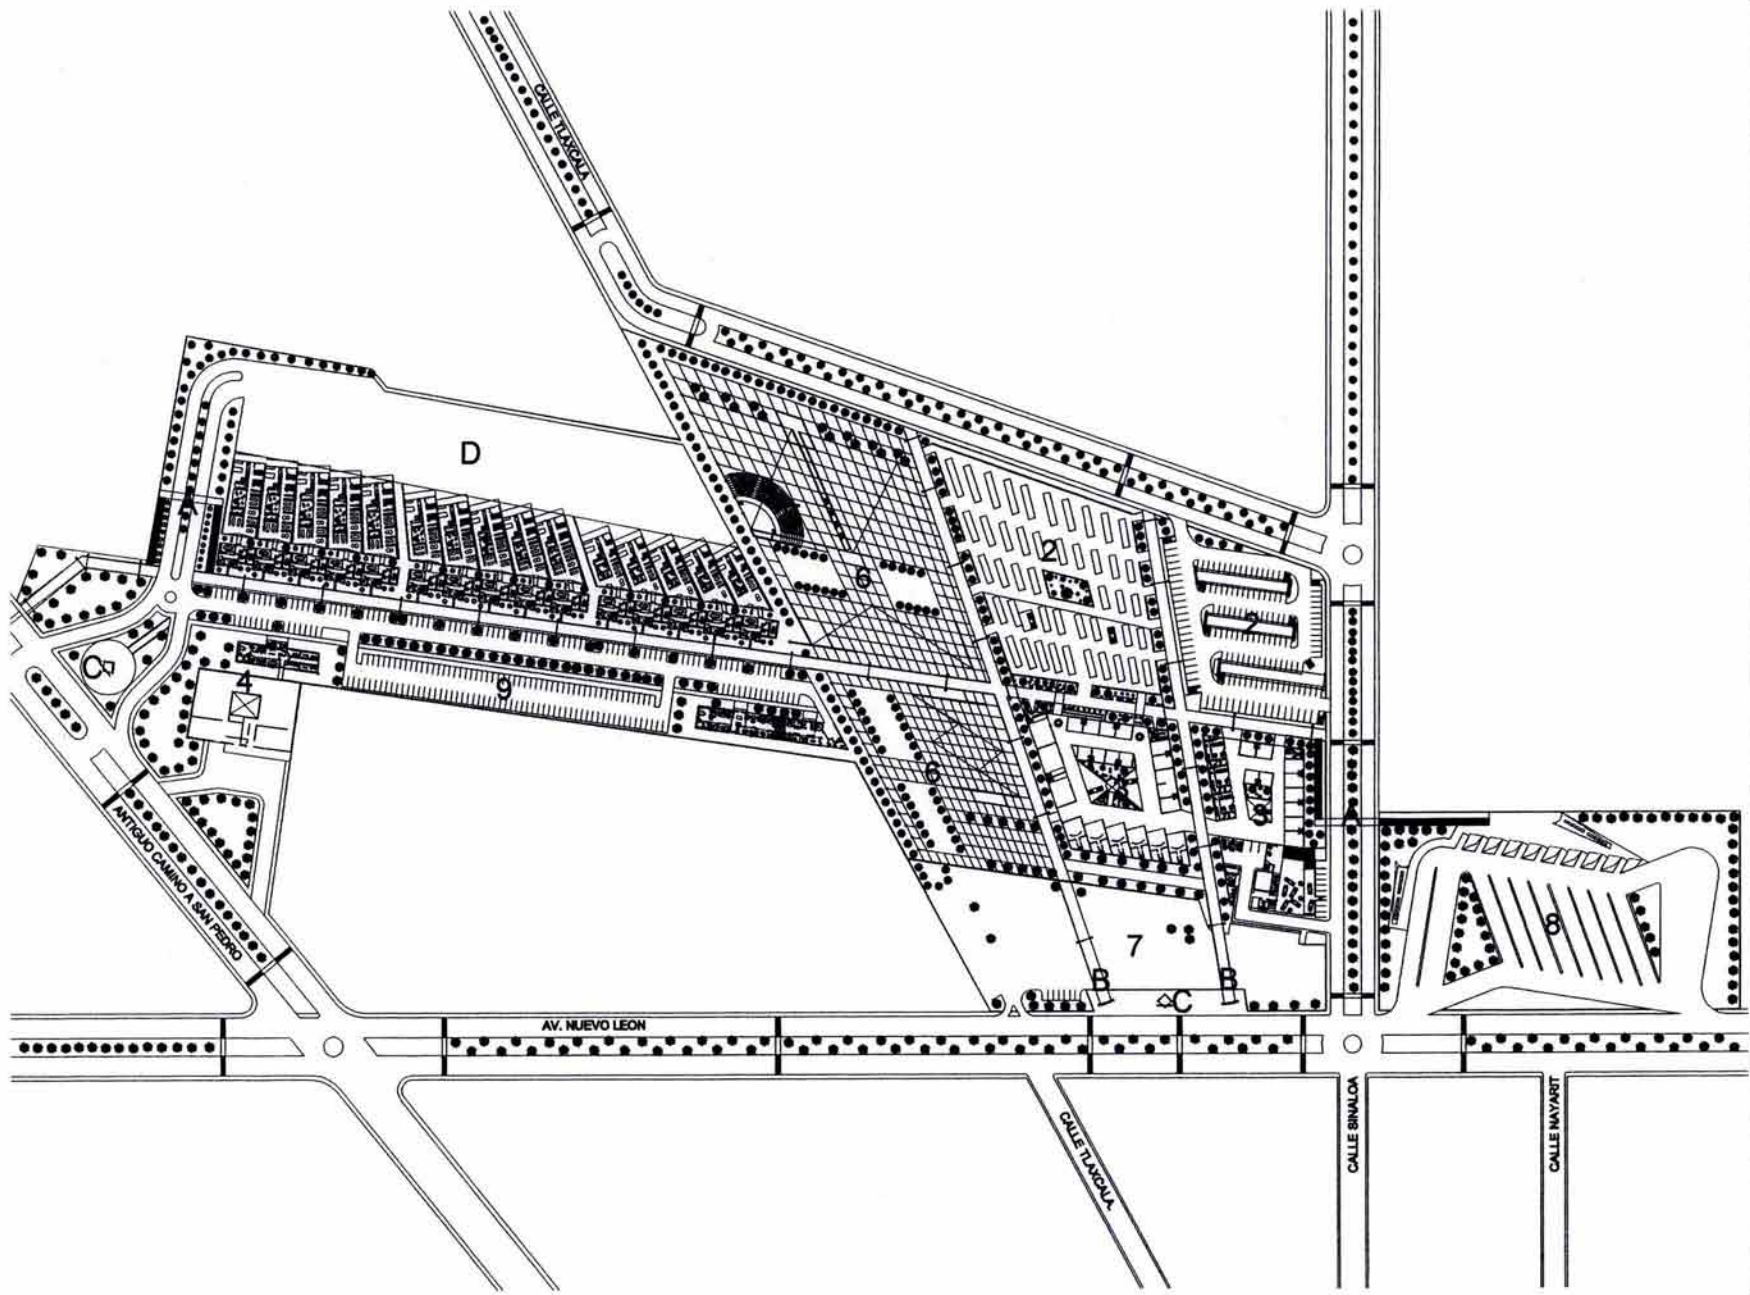 CALLE TLAXCALA
D
A
2
6
2
C
4
9
6
3
A
8
ANTIGUO CAMINO A SAN PEDRO
7
B
B
C
AV. NUEVO LEON
CALLE TLAXCALA.
CALLE SINALOA
CALLE NAYARIT